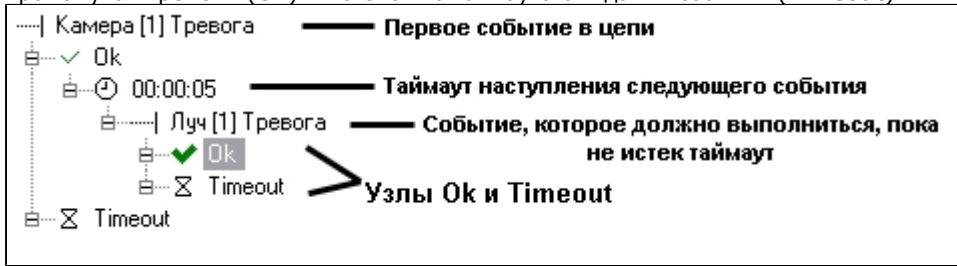 Камера [1] Тревога Первое событие в цепи
Ok
00:00:05 Таймаут наступления следующего события
Луч [1] Тревога Событие, которое должно выполниться, пока не истек таймаут
Ok
Timeout Узлы Ok и Timeout
Timeout